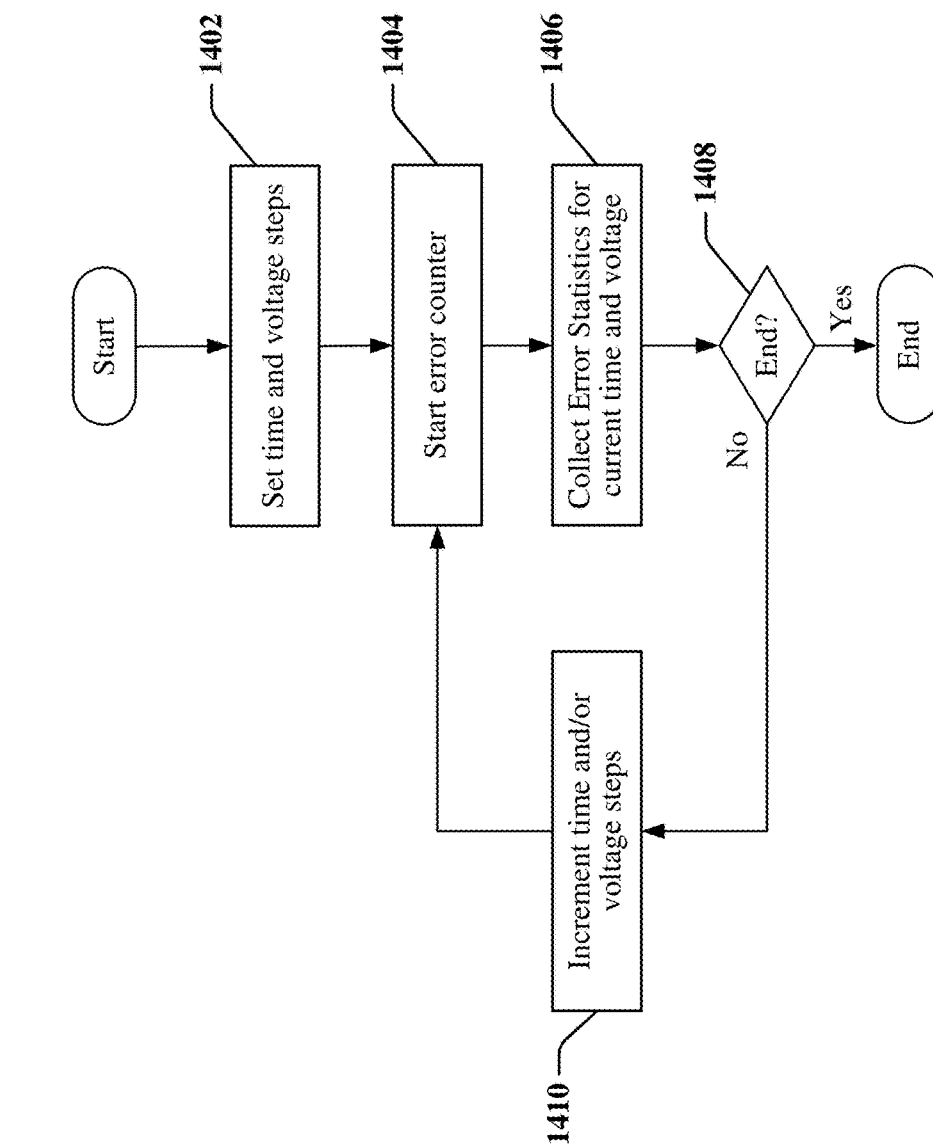 Start
1402
Set time and voltage steps
1404
Start error counter
1406
Collect Error Statistics for
current time and voltage
1408
End?
Yes
End
No
1410
Increment time and/or
voltage steps